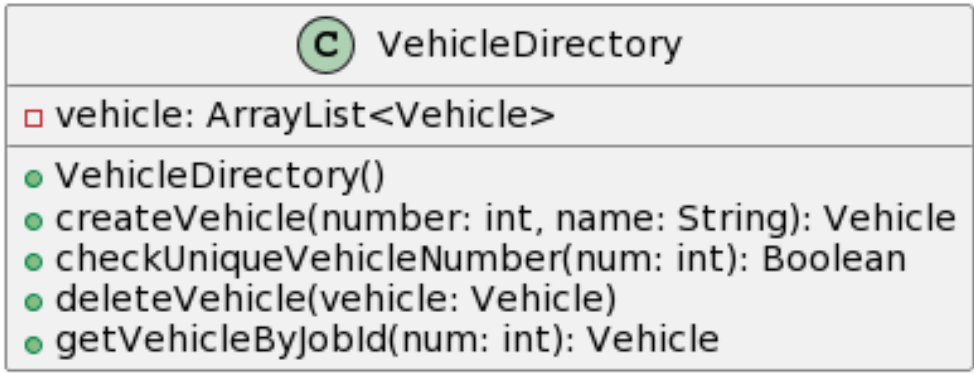 C VehicleDirectory
vehicle: ArrayList<Vehicle>
VehicleDirectory()
createVehicle(number: int, name: String): Vehicle
checkUniqueVehicleNumber(num: int): Boolean
deleteVehicle(vehicle: Vehicle)
getVehicleByJobId(num: int): Vehicle